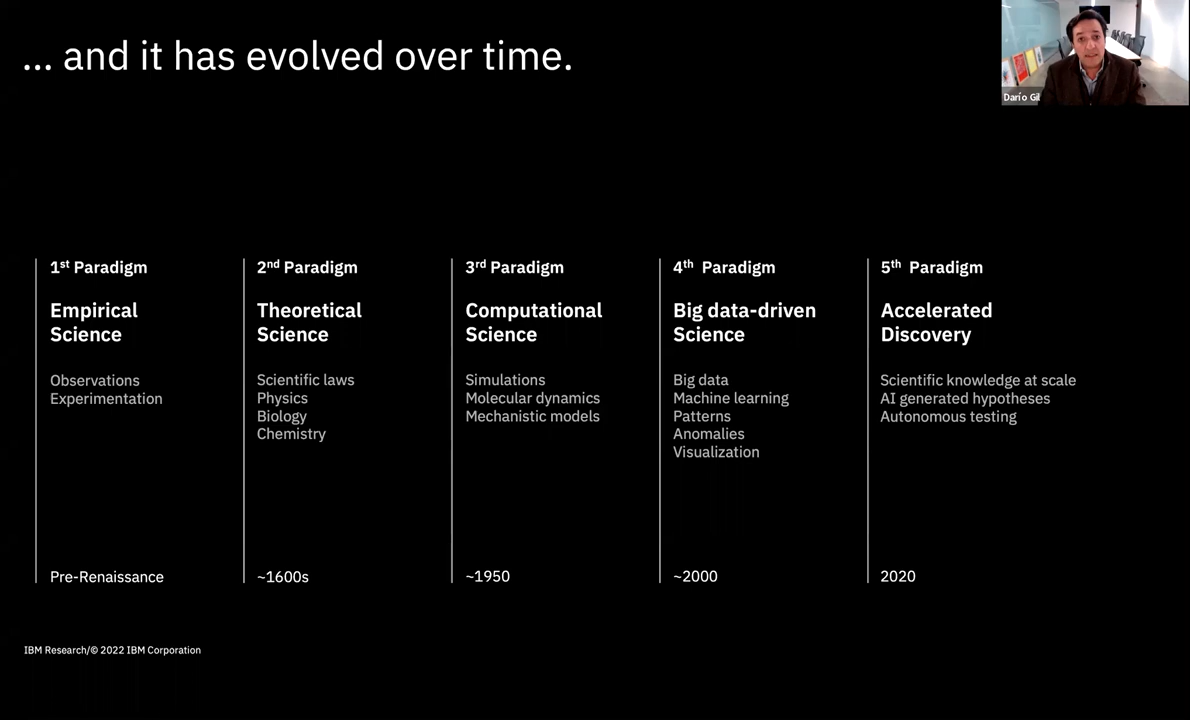 ... and it has evolved over time.
Darío Gil
1st Paradigm
Empirical
Science
Observations
Experimentation
Pre-Renaissance
2nd Paradigm
Theoretical
Science
Scientific laws
Physics
Biology
Chemistry
~1600s
3rd Paradigm
Computational
Science
Simulations
Molecular dynamics
Mechanistic models
~1950
4th Paradigm
Big data-driven
Science
Big data
Machine learning
Patterns
Anomalies
Visualization
~2000
5th Paradigm
Accelerated
Discovery
Scientific knowledge at scale
AI generated hypotheses
Autonomous testing
2020
IBM Research/© 2022 IBM Corporation